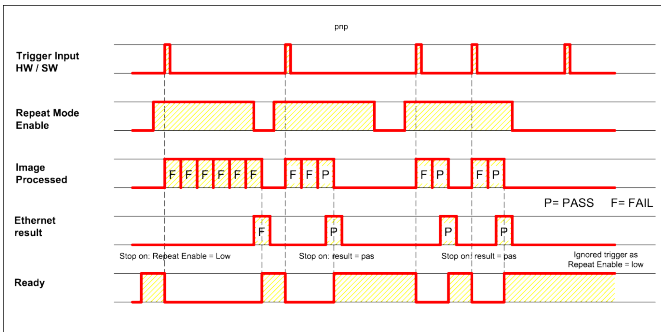 pnp
Trigger Input
HW / SW
Repeat Mode
Enable
Image
Processed
F F F F F F F F P F P F P
P= PASS F= FAIL
Ethernet
result
F P P P
Stop on: Repeat Enable = Low
Stop on: result = pas
Stop on: result = pas
Ignored trigger as
Repeat Enable = low
Ready